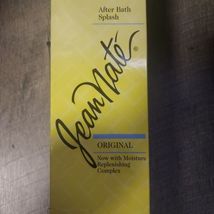 After Bath
Splash
Jean Naté®
ORIGINAL
Now with Moisture
Replenishing
Complex